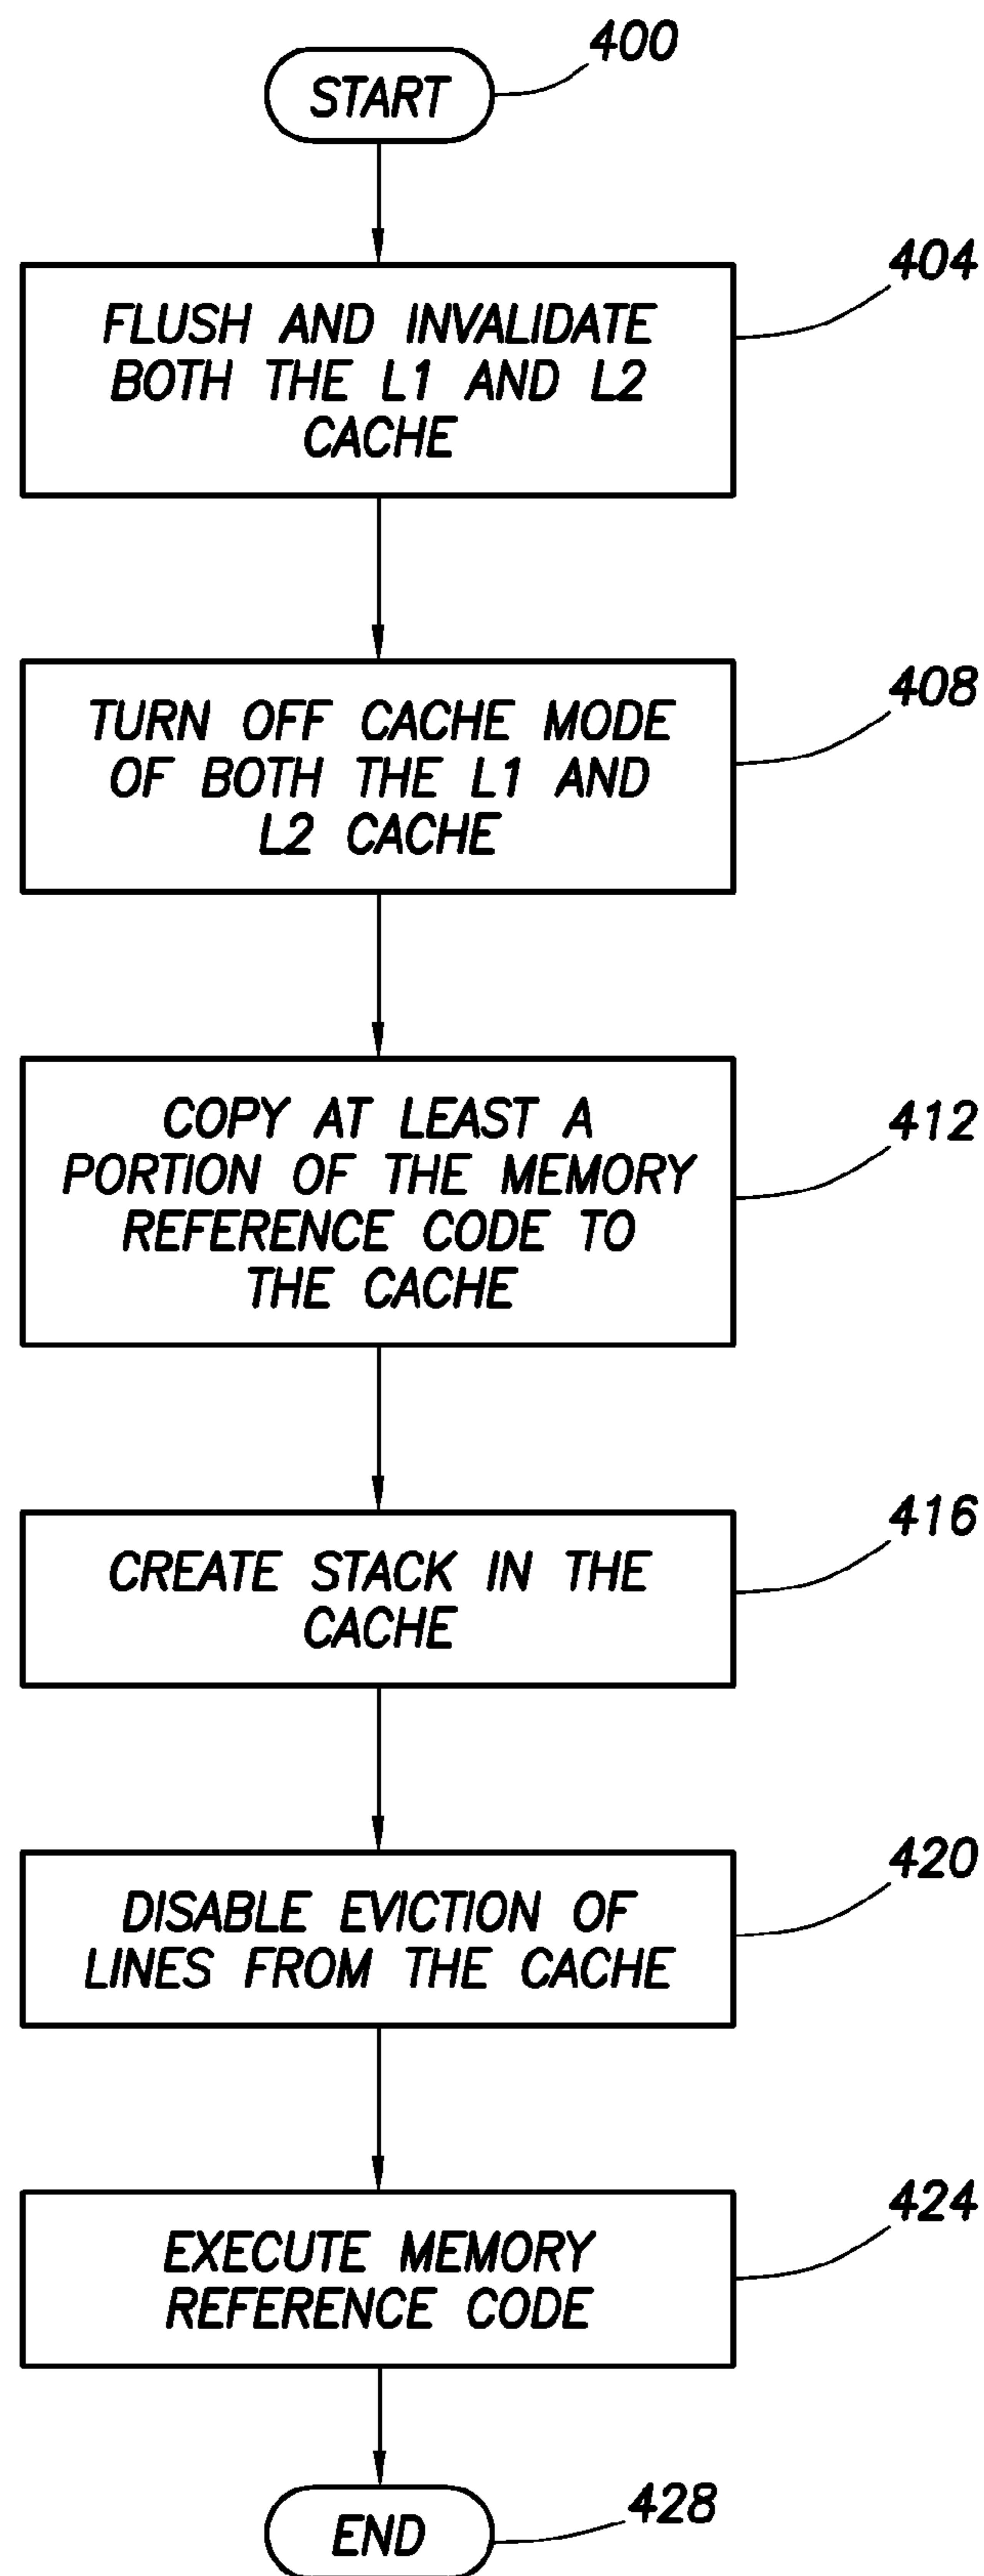 START
400
FLUSH AND INVALIDATE
BOTH THE L1 AND L2
CACHE
404
TURN OFF CACHE MODE
OF BOTH THE L1 AND
L2 CACHE
408
COPY AT LEAST A
PORTION OF THE MEMORY
REFERENCE CODE TO
THE CACHE
412
CREATE STACK IN THE
CACHE
416
DISABLE EVICTION OF
LINES FROM THE CACHE
420
EXECUTE MEMORY
REFERENCE CODE
424
END
428